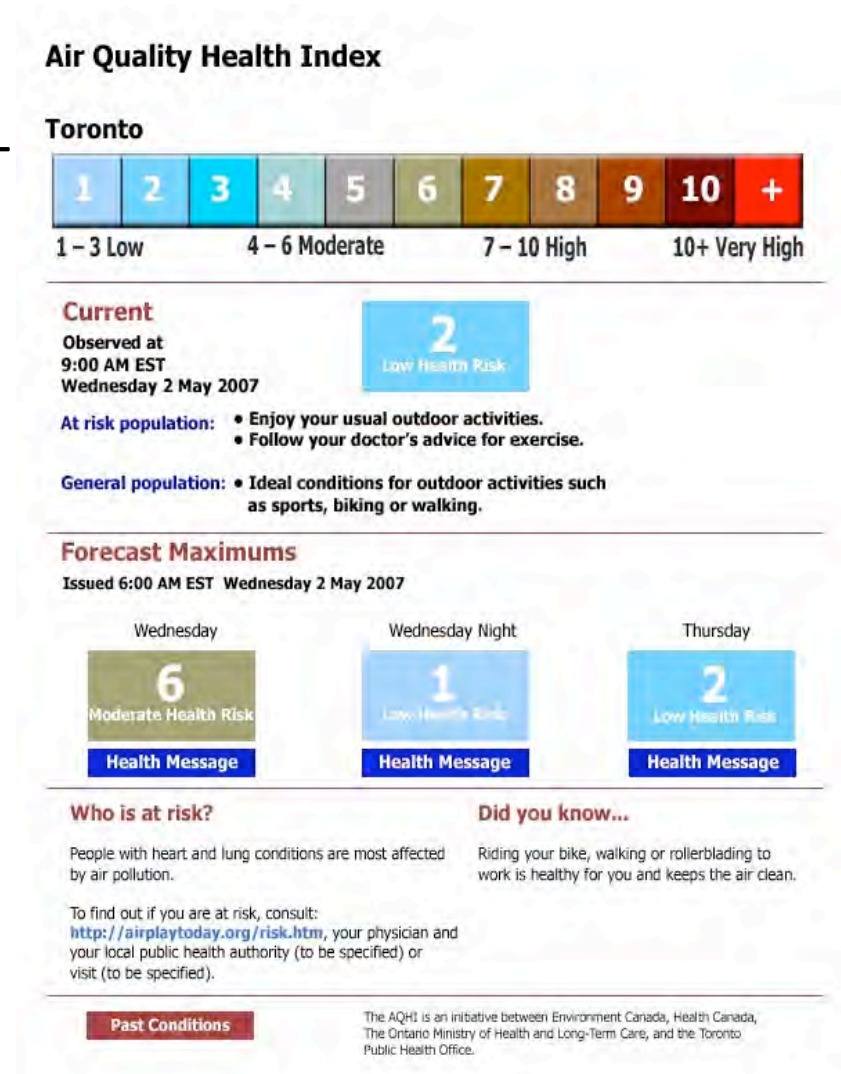 Air Quality Health Index
Toronto
1 2 3 4 5 6 7 8 9 10 +
1 – 3 Low 4 – 6 Moderate 7 – 10 High 10+ Very High
Current
Observed at
9:00 AM EST
Wednesday 2 May 2007
2
Low Health Risk
At risk population: • Enjoy your usual outdoor activities.
• Follow your doctor's advice for exercise.
General population: • Ideal conditions for outdoor activities such
as sports, biking or walking.
Forecast Maximums
Issued 6:00 AM EST Wednesday 2 May 2007
Wednesday
6
Moderate Health Risk
Health Message
Wednesday Night
1
Low Health Risk
Health Message
Thursday
2
Low Health Risk
Health Message
Who is at risk?
People with heart and lung conditions are most affected
by air pollution.
To find out if you are at risk, consult:
http://airplaytoday.org/risk.htm, your physician and
your local public health authority (to be specified) or
visit (to be specified).
Did you know...
Riding your bike, walking or rollerblading to
work is healthy for you and keeps the air clean.
Past Conditions
The AQHI is an initiative between Environment Canada, Health Canada,
The Ontario Ministry of Health and Long-Term Care, and the Toronto
Public Health Office.